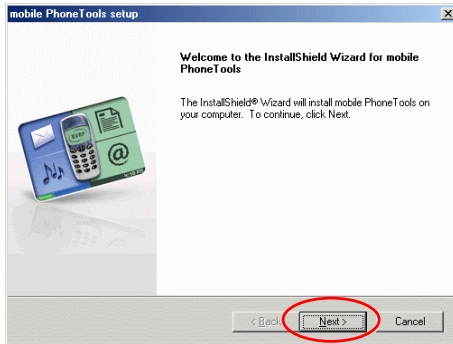 mobile PhoneTools setup
Welcome to the InstallShield Wizard for mobile
PhoneTools
The InstallShield® Wizard will install mobile PhoneTools on
your computer. To continue, click Next.
@
< Back
Next >
Cancel